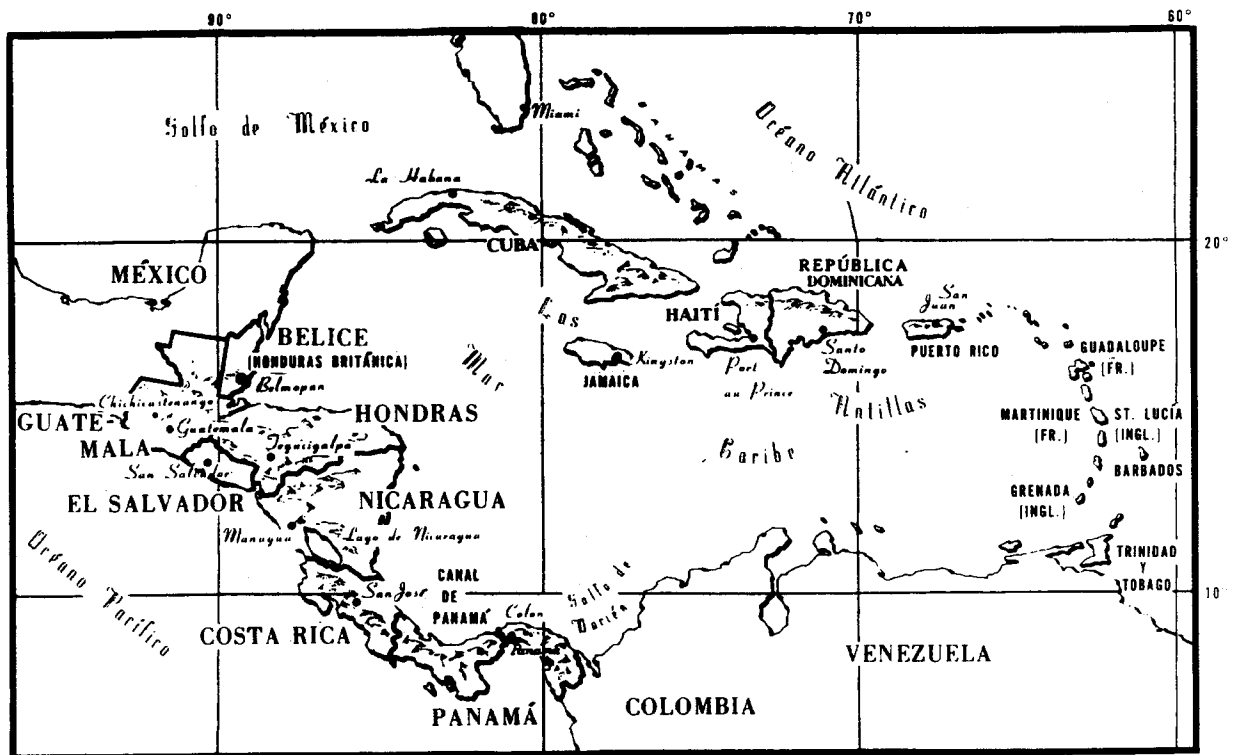 90°
80°
70°
60°
Golfo de México
Miami
BAHAMAS
Océano Atlántico
La Habana
CUBA
20°
MÉXICO
REPÚBLICA
DOMINICANA
HAITÍ
San
Juan
Las
BELICE
(HONDURAS BRITÁNICA)
Belmopan
Mar
Kingston
JAMAICA
Port
au Prince
Santo
Domingo
PUERTO RICO
GUADALOUPE
(FR.)
Antillas
Chichicastenango
GUATE-
MALA
Guatemala
HONDRAS
Tegucigalpa
MARTINIQUE
(FR.)
ST. LUCÍA
(INGL.)
Caribe
BARBADOS
San Salvador
EL SALVADOR
NICARAGUA
GRENADA
(INGL.)
Managua
Lago de Nicaragua
Océano Pacífico
TRINIDAD
Y
TOBAGO
CANAL
DE
PANAMÁ
Golfo de
Darién
San José
10°
Colon
COSTA RICA
Panamá
VENEZUELA
PANAMÁ
COLOMBIA